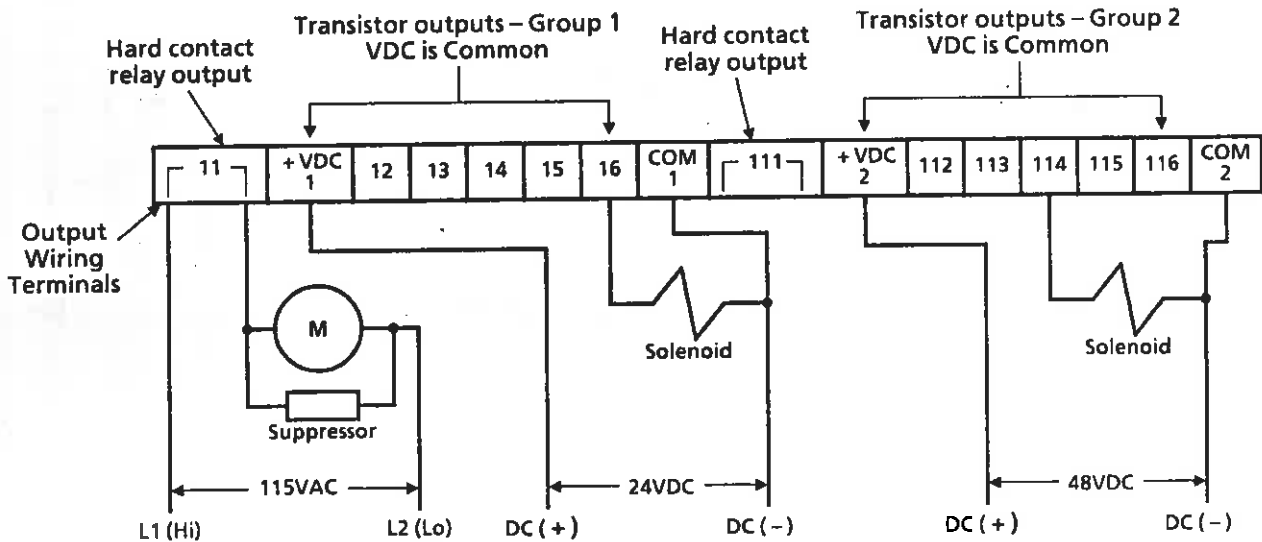 Transistor outputs – Group 1
VDC is Common
Transistor outputs – Group 2
VDC is Common
Hard contact
relay output
Hard contact
relay output
11
+ VDC
1
12
13
14
15
16
COM
1
111
+ VDC
2
112
113
114
115
116
COM
2
Output
Wiring
Terminals
M
Suppressor
Solenoid
Solenoid
115VAC
24VDC
48VDC
L1 (Hi)
L2 (Lo)
DC ( + )
DC ( – )
DC ( + )
DC ( – )